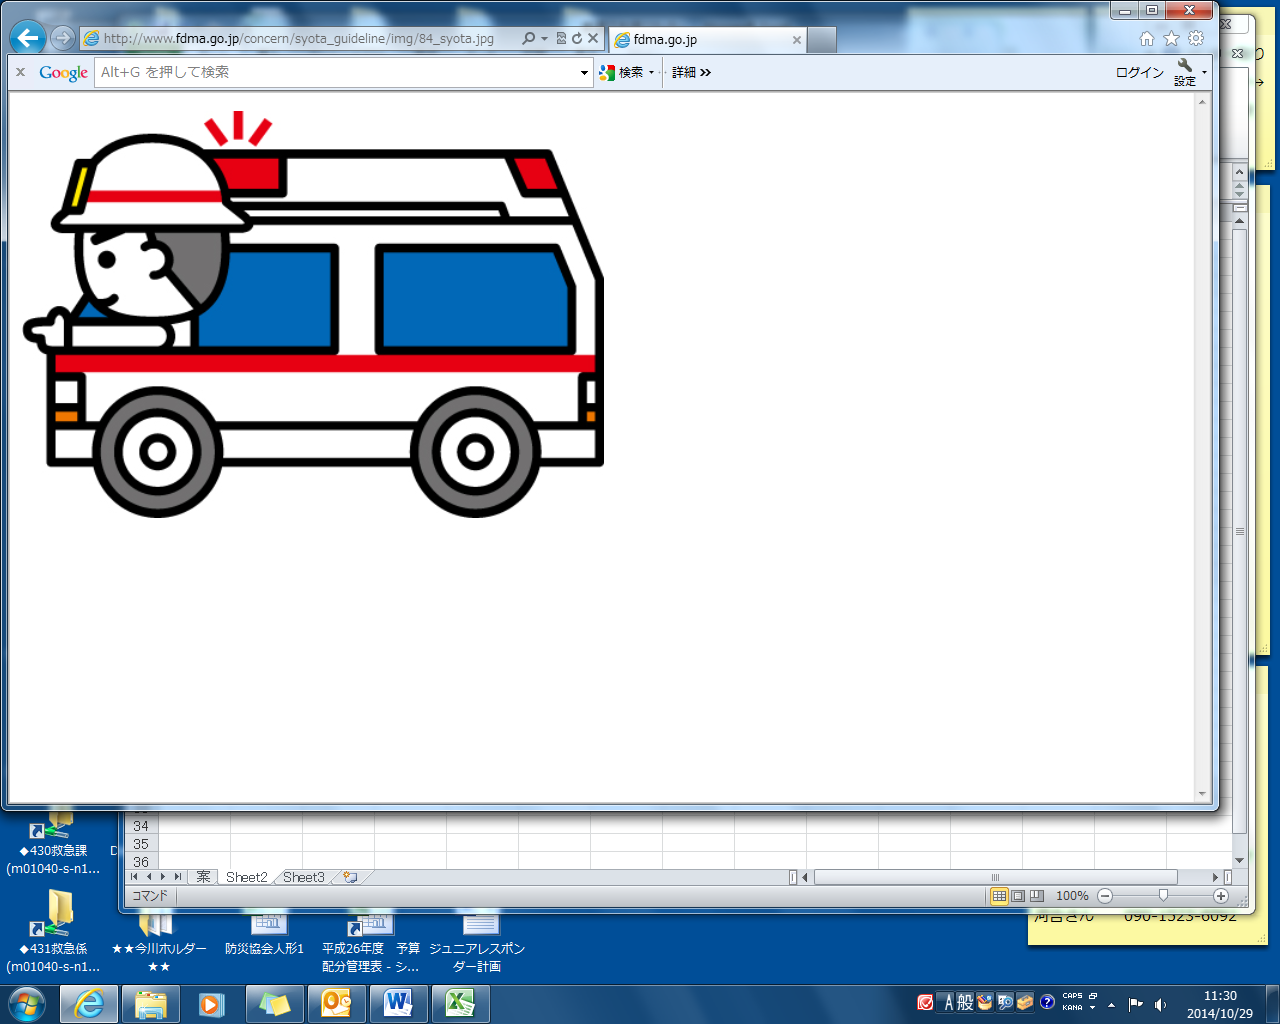 http://www.fdma.go.jp/concern/syota_guideline/img/84_syota.jpg
fdma.go.jp
Google
Alt+G を押して検索
検索
詳細
ログイン
設定
34
35
36
案
Sheet2
Sheet3
コマンド
100%
◆430救急課
(m01040-s-n1...
◆431救急係
(m01040-s-n1...
★★今川ホルダー
★★
防災協会人形1
平成26年度 予算
配分管理表 - シ...
ジュニアレスポン
ダー計画
A 般
CAPS
KANA
11:30
2014/10/29